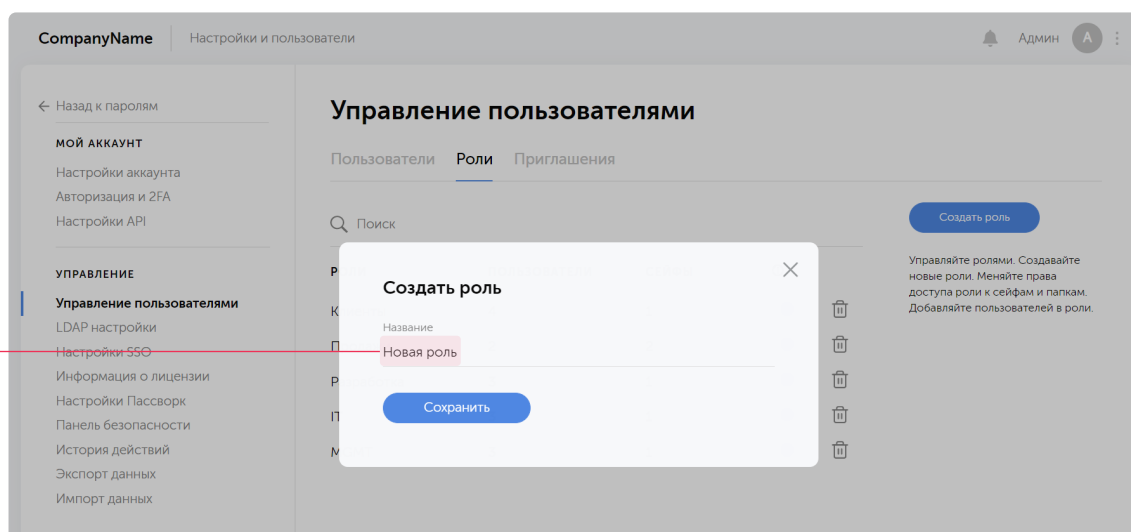 CompanyName
Настройки и пользователи
Админ
А
Назад к паролям
МОЙ АККАУНТ
Настройки аккаунта
Авторизация и 2FA
Настройки API
УПРАВЛЕНИЕ
Управление пользователями
LDAP настройки
Настройки SSO
Информация о лицензии
Настройки Пассворк
Панель безопасности
История действий
Экспорт данных
Импорт данных
Управление пользователями
Пользователи Роли Приглашения
Поиск
Создать роль
Название
Новая роль
Сохранить
Создать роль
Управляйте ролями. Создавайте
новые роли. Меняйте права
доступа роли к сейфам и папкам.
Добавляйте пользователей в роли.